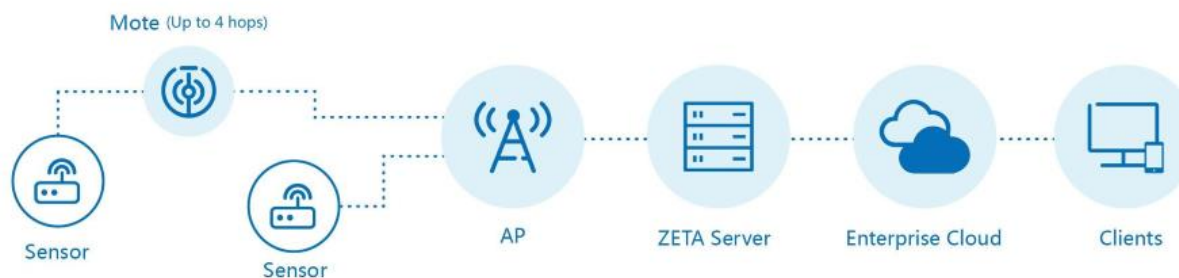 Mote (Up to 4 hops)
Sensor
Sensor
AP
ZETA Server
Enterprise Cloud
Clients